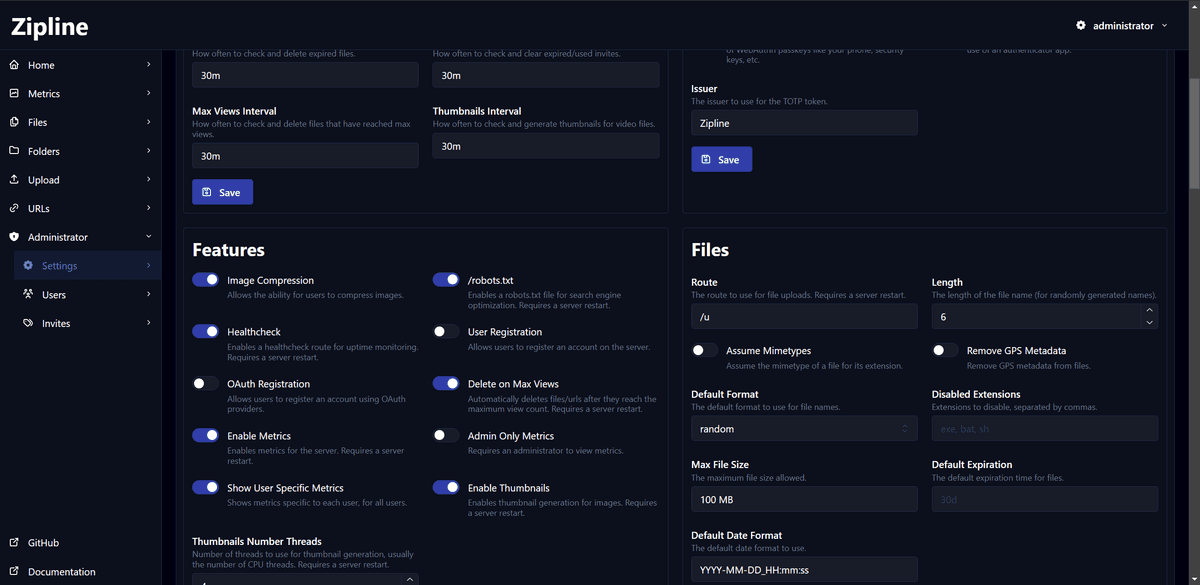 Zipline
administrator
Home
Metrics
Files
Folders
Upload
URLs
Administrator
Settings
Users
Invites
GitHub
Documentation
How often to check and delete expired files.
30m
How often to check and clear expired/used invites.
30m
Max Views Interval
How often to check and delete files that have reached max
views.
30m
Thumbnails Interval
How often to check and generate thumbnails for video files.
30m
Save
of WebAuthn passkeys like your phone, security
keys, etc.
use of an authenticator app.
Issuer
The issuer to use for the TOTP token.
Zipline
Save
Features
Image Compression
Allows the ability for users to compress images.
/robots.txt
Enables a robots.txt file for search engine
optimization. Requires a server restart.
Healthcheck
Enables a healthcheck route for uptime monitoring.
Requires a server restart.
User Registration
Allows users to register an account on the server.
OAuth Registration
Allows users to register an account using OAuth
providers.
Delete on Max Views
Automatically deletes files/urls after they reach the
maximum view count. Requires a server restart.
Enable Metrics
Enables metrics for the server. Requires a server
restart.
Admin Only Metrics
Requires an administrator to view metrics.
Show User Specific Metrics
Shows metrics specific to each user, for all users.
Enable Thumbnails
Enables thumbnail generation for images. Requires
a server restart.
Thumbnails Number Threads
Number of threads to use for thumbnail generation, usually
the number of CPU threads. Requires a server restart.
Files
Route
The route to use for file uploads. Requires a server restart.
/u
Length
The length of the file name (for randomly generated names).
6
Assume Mimetypes
Assume the mimetype of a file for its extension.
Remove GPS Metadata
Remove GPS metadata from files.
Default Format
The default format to use for file names.
random
Disabled Extensions
Extensions to disable, separated by commas.
exe, bat, sh
Max File Size
The maximum file size allowed.
100 MB
Default Expiration
The default expiration time for files.
30d
Default Date Format
The default date format to use.
YYYY-MM-DD_HH:mm:ss